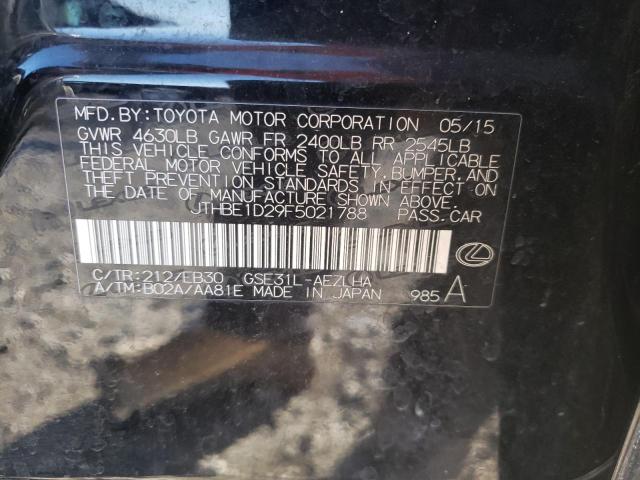 MFD.BY:TOYOTA MOTOR CORPORATION 05/15
GVWR 4630LB GAWR FR 2400LB RR 2545LB
THIS VEHICLE CONFORMS TO ALL APPLICABLE
FEDERAL MOTOR VEHICLE SAFETY,BUMPER,AND
THEFT PREVENTION STANDARDS IN EFFECT ON
THE DATE OF MANUFACTURE SHOWN ABOVE.
JTHBE1D29F5021788 PASS.CAR
C/TR:212/EB30 GSE31L-AEZLHA
A/TM:B02A/AA81E MADE IN JAPAN 985 A